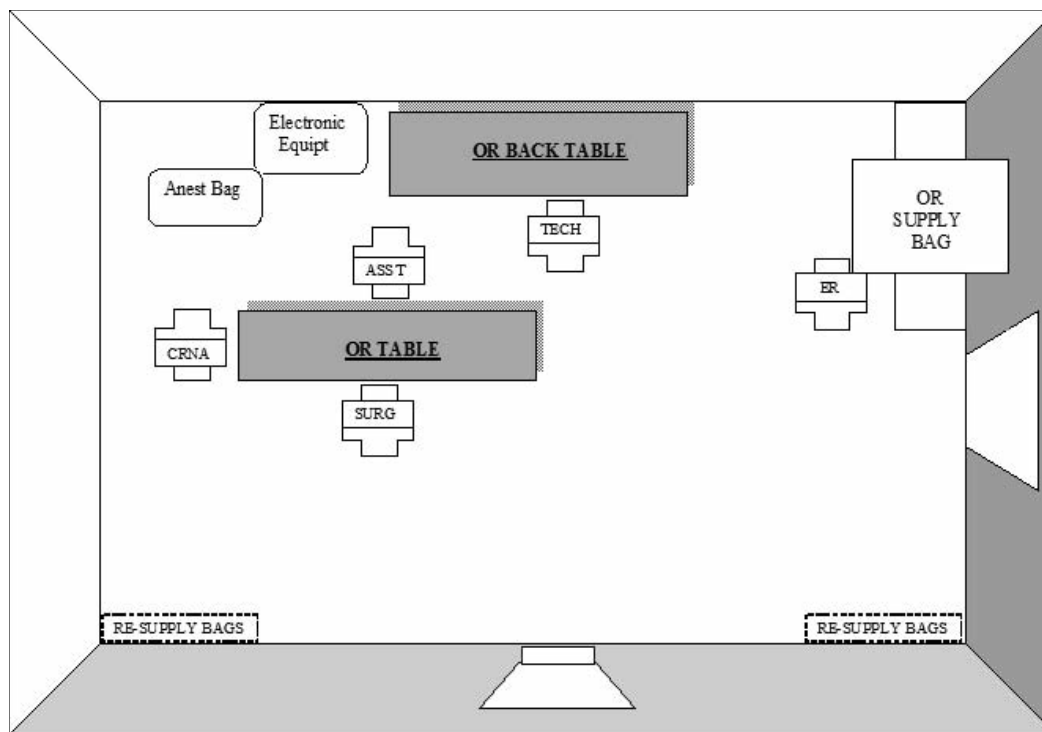 Electronic
Equipt
OR BACK TABLE
Anest Bag
OR
SUPPLY
BAG
TECH
ASST
ER
CRNA
OR TABLE
SURG
RE-SUPPLY BAGS
RE-SUPPLY BAGS